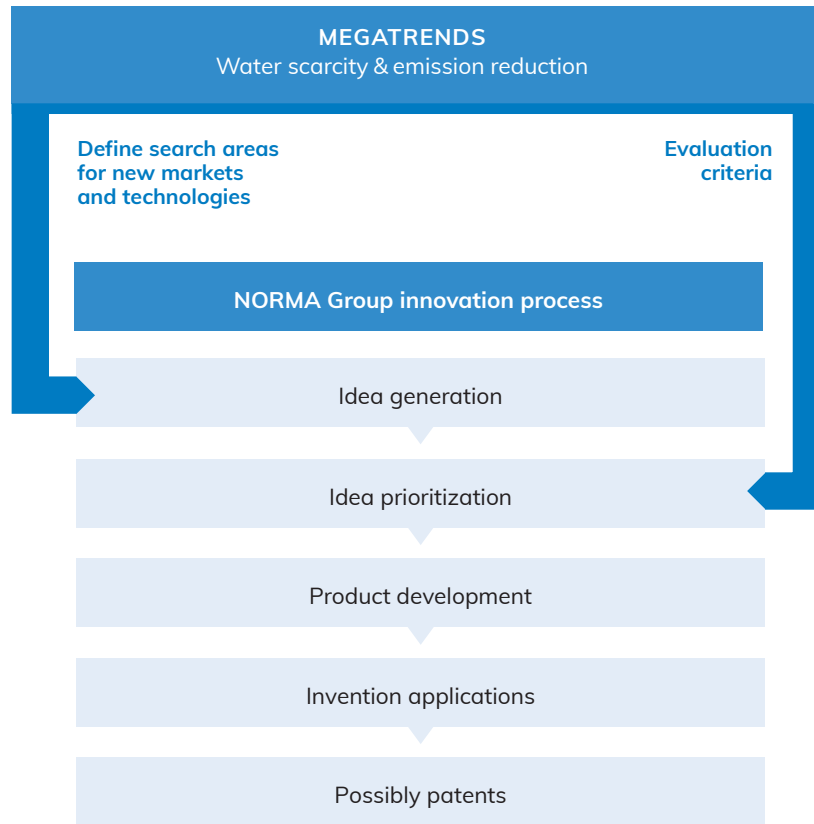 MEGATRENDS
Water scarcity & emission reduction
Define search areas
for new markets
and technologies
Evaluation
criteria
NORMA Group innovation process
Idea generation
Idea prioritization
Product development
Invention applications
Possibly patents